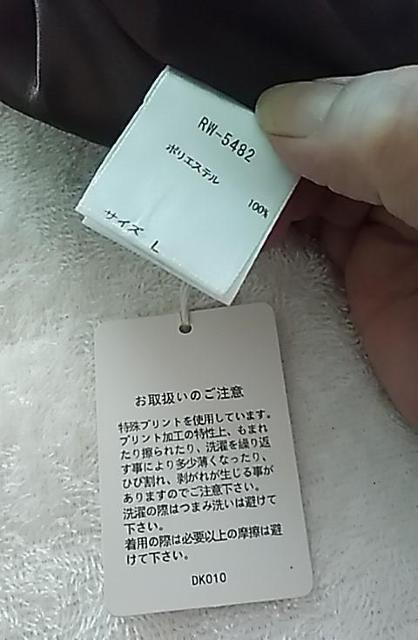 RW-5482
ポリエステル
100%
サイズ L
お取扱いのご注意
特殊プリントを使用しています。
プリント加工の特性上、もまれ
たり擦られたり、洗濯を繰り返
す事により多少薄くなったり、
ひび割れ、剥がれが生じる事が
ありますのでご注意下さい。
洗濯の際はつまみ洗いは避けて
下さい。
着用の際は必要以上の摩擦は避
けて下さい。
DK010